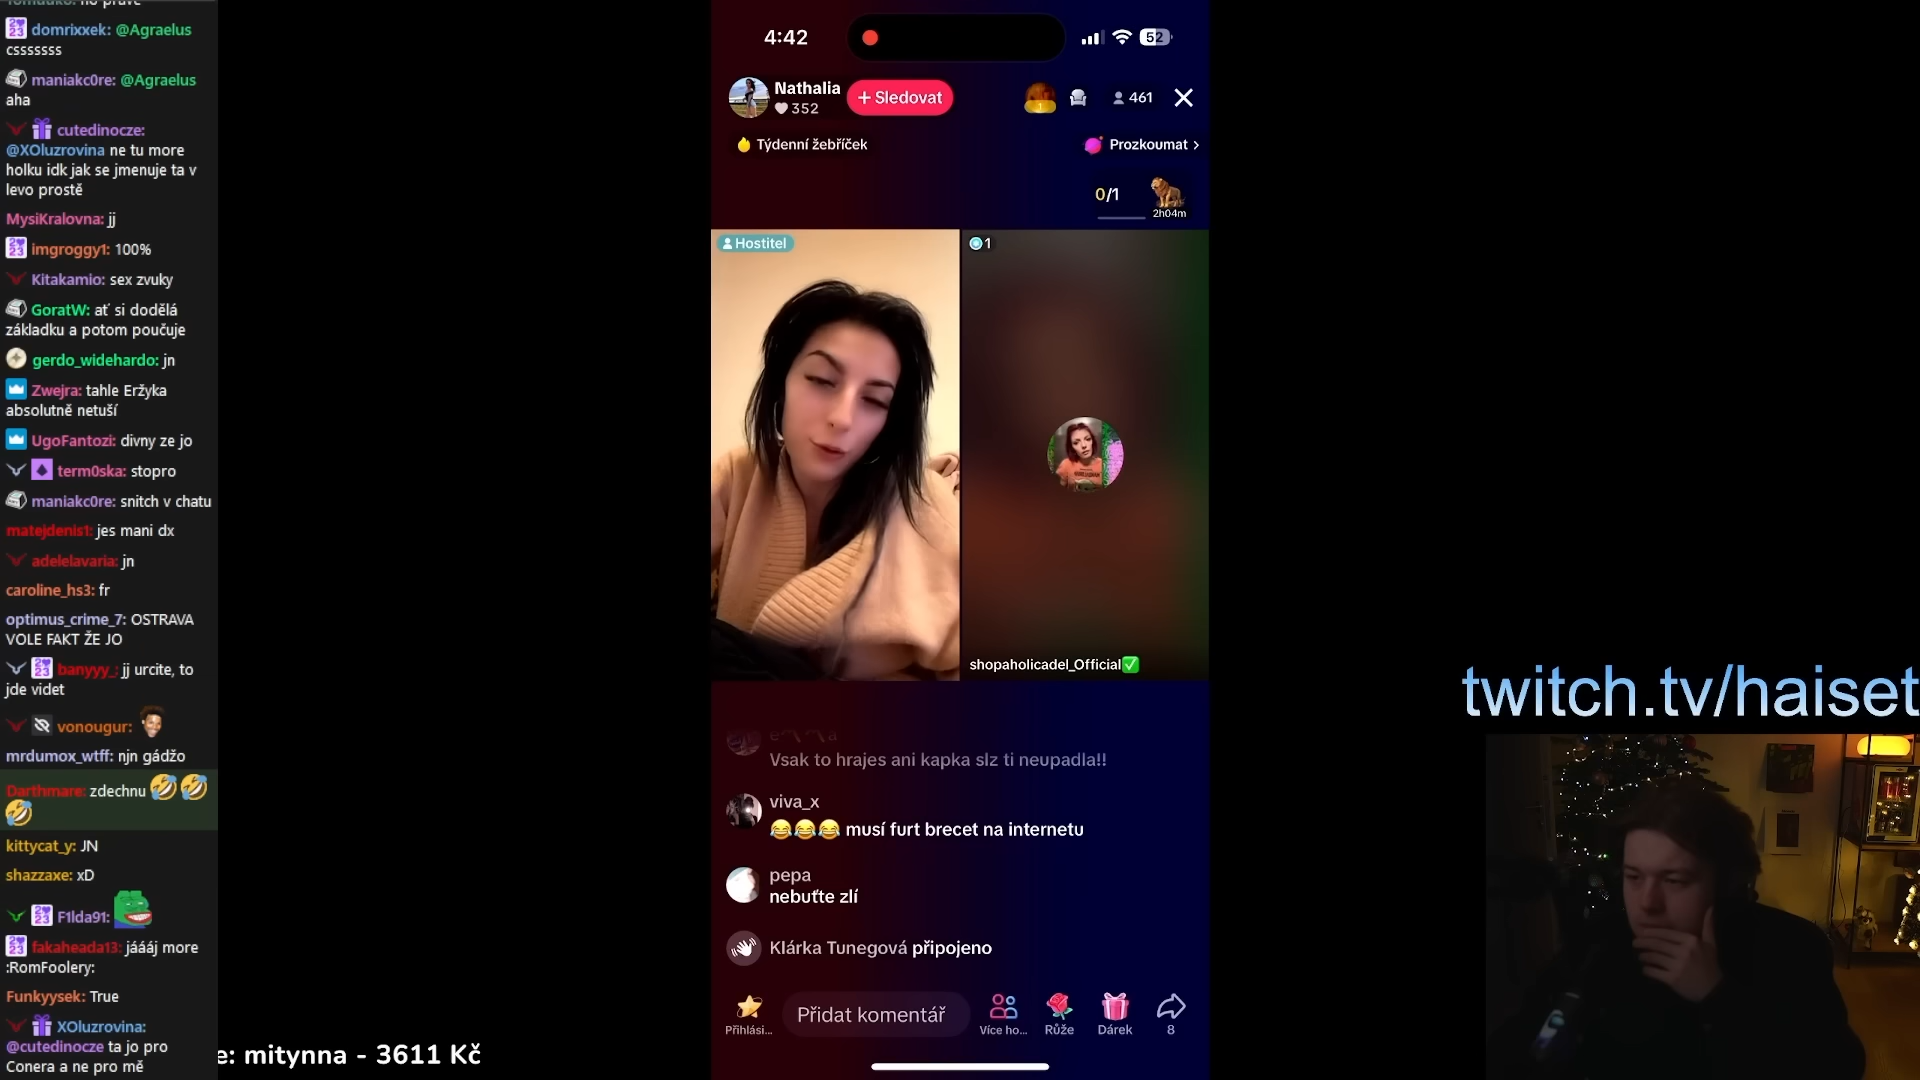 domrixxek: @Agraelus
csssssss
maniakc0re: @Agraelus
aha
cutedinocze:
@XOluzrovina ne tu more
holku idk jak se jmenuje ta v
levo prostě
MysiKralovna: jj
imgroggy1: 100%
Kitakamio: sex zvuky
GoratW: ať si dodělá
základku a potom poučuje
gerdo_widehardo: jn
Zwejra: tahle Eržyka
absolutně netuší
UgoFantozi: divny ze jo
term0ska: stopro
maniakc0re: snitch v chatu
matejdenis1: jes mani dx
adelelavaria: jn
caroline_hs3: fr
optimus_crime_7: OSTRAVA
VOLE FAKT ŽE JO
banyyy_: jj urcite, to
jde videt
vonougur:
mrdumox_wtff: njn gádžo
Darthmare: zdechnu
kittycat_y: JN
shazzaxe: xD
F1lda91:
fakaheada13: jáááj more
:RomFoolery:
Funkyysek: True
XOluzrovina:
@cutedinocze ta jo pro
Conera a ne pro mě
e: mitynna - 3611 Kč
4:42
52
Nathalia
352
+ Sledovat
1
461
Týdenní žebříček
Prozkoumat >
0/1
2h04m
Hostitel
1
shopaholicadel_Official
Vsak to hrajes ani kapka slz ti neupadla!!
viva_x
musí furt brecet na internetu
pepa
nebuťte zlí
Klárka Tunegová připojeno
Přihlási...
Přidat komentář
Více ho...
Růže
Dárek
8
twitch.tv/haiset